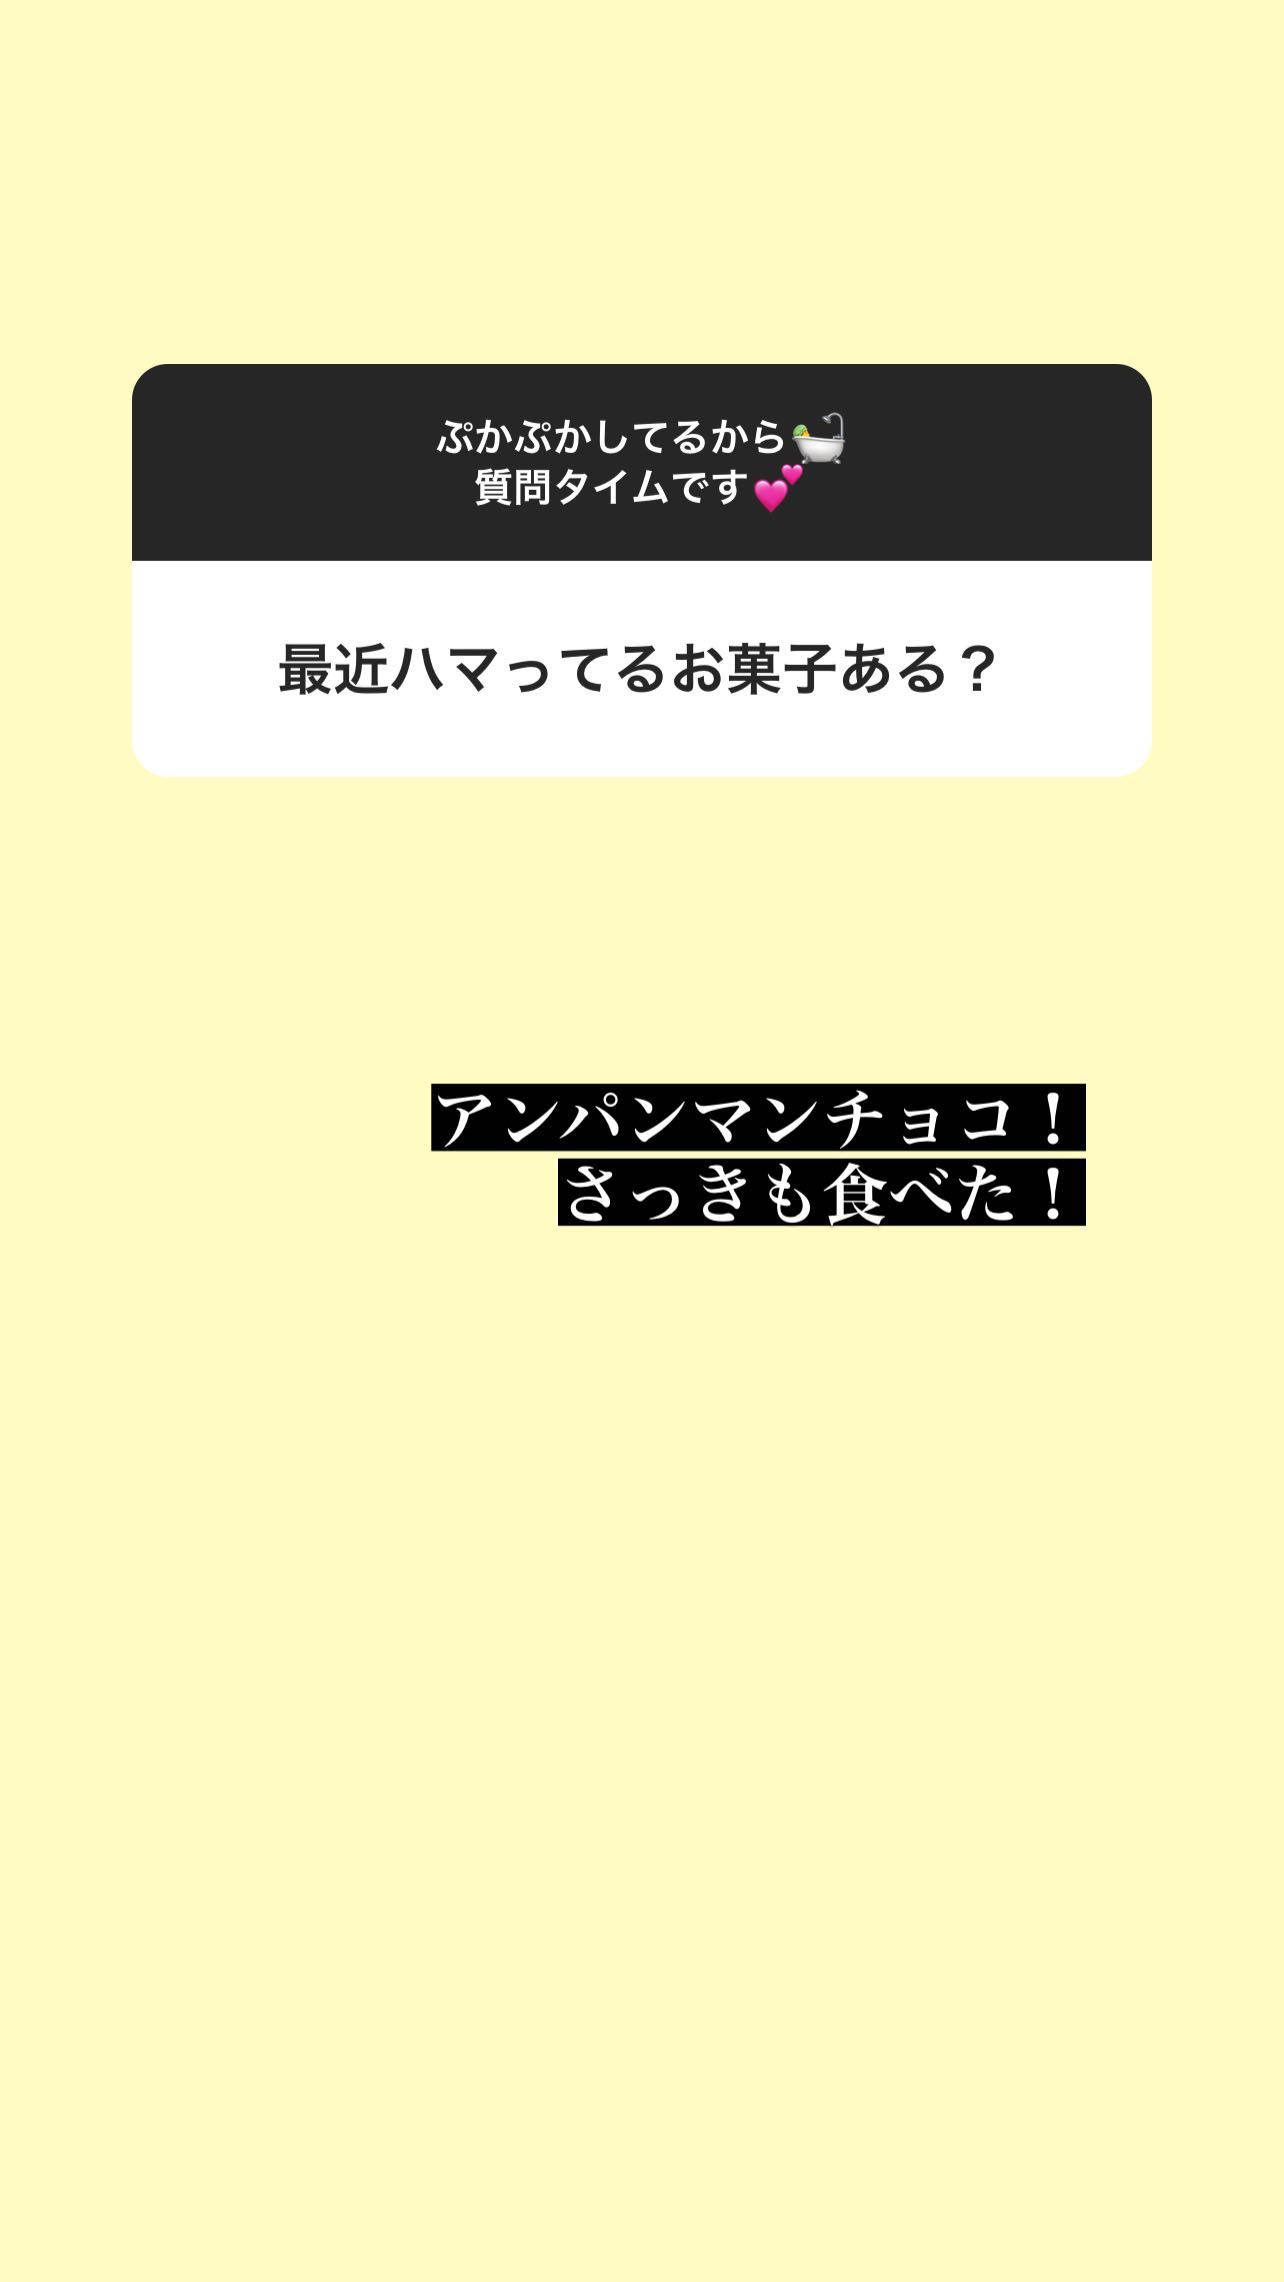 ぷかぷかしてるから🛁
質問タイムです💕
最近ハマってるお菓子ある？
アンパンマンチョコ！
さっきも食べた！